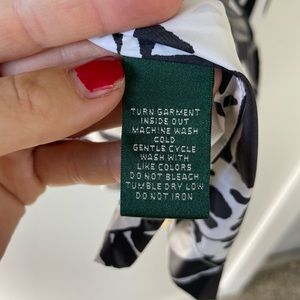 TURN GARMENT
INSIDE OUT
MACHINE WASH
COLD
GENTLE CYCLE
WASH WITH
LIKE COLORS
DO NOT BLEACH
TUMBLE DRY LOW
DO NOT IRON